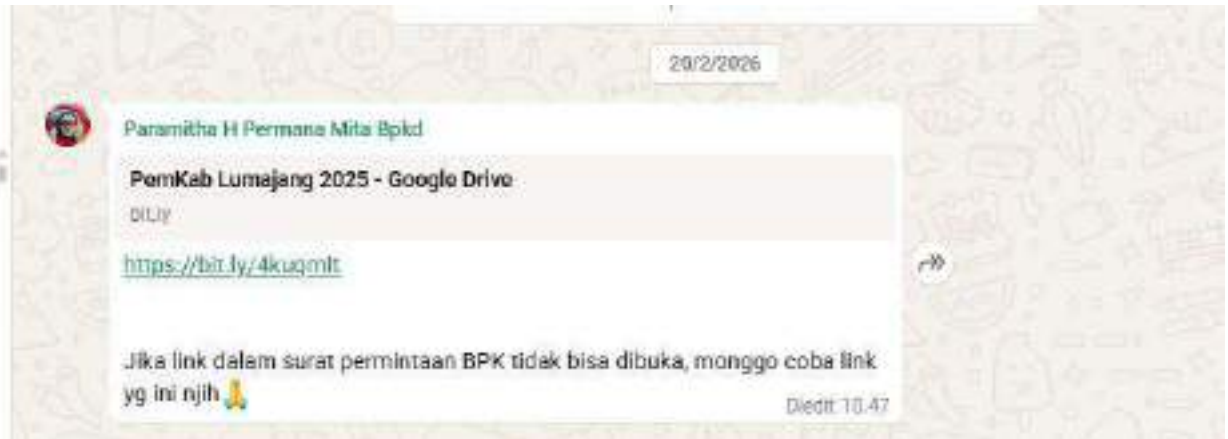 20/2/2026
Paramitha H Permana Mita Bpkd
PemKab Lumajang 2025 - Google Drive
bit.ly
https://bit.ly/4kuqmlt
Jika link dalam surat permintaan BPK tidak bisa dibuka, monggo coba link
yg ini njih🙏
Diedit 10.47